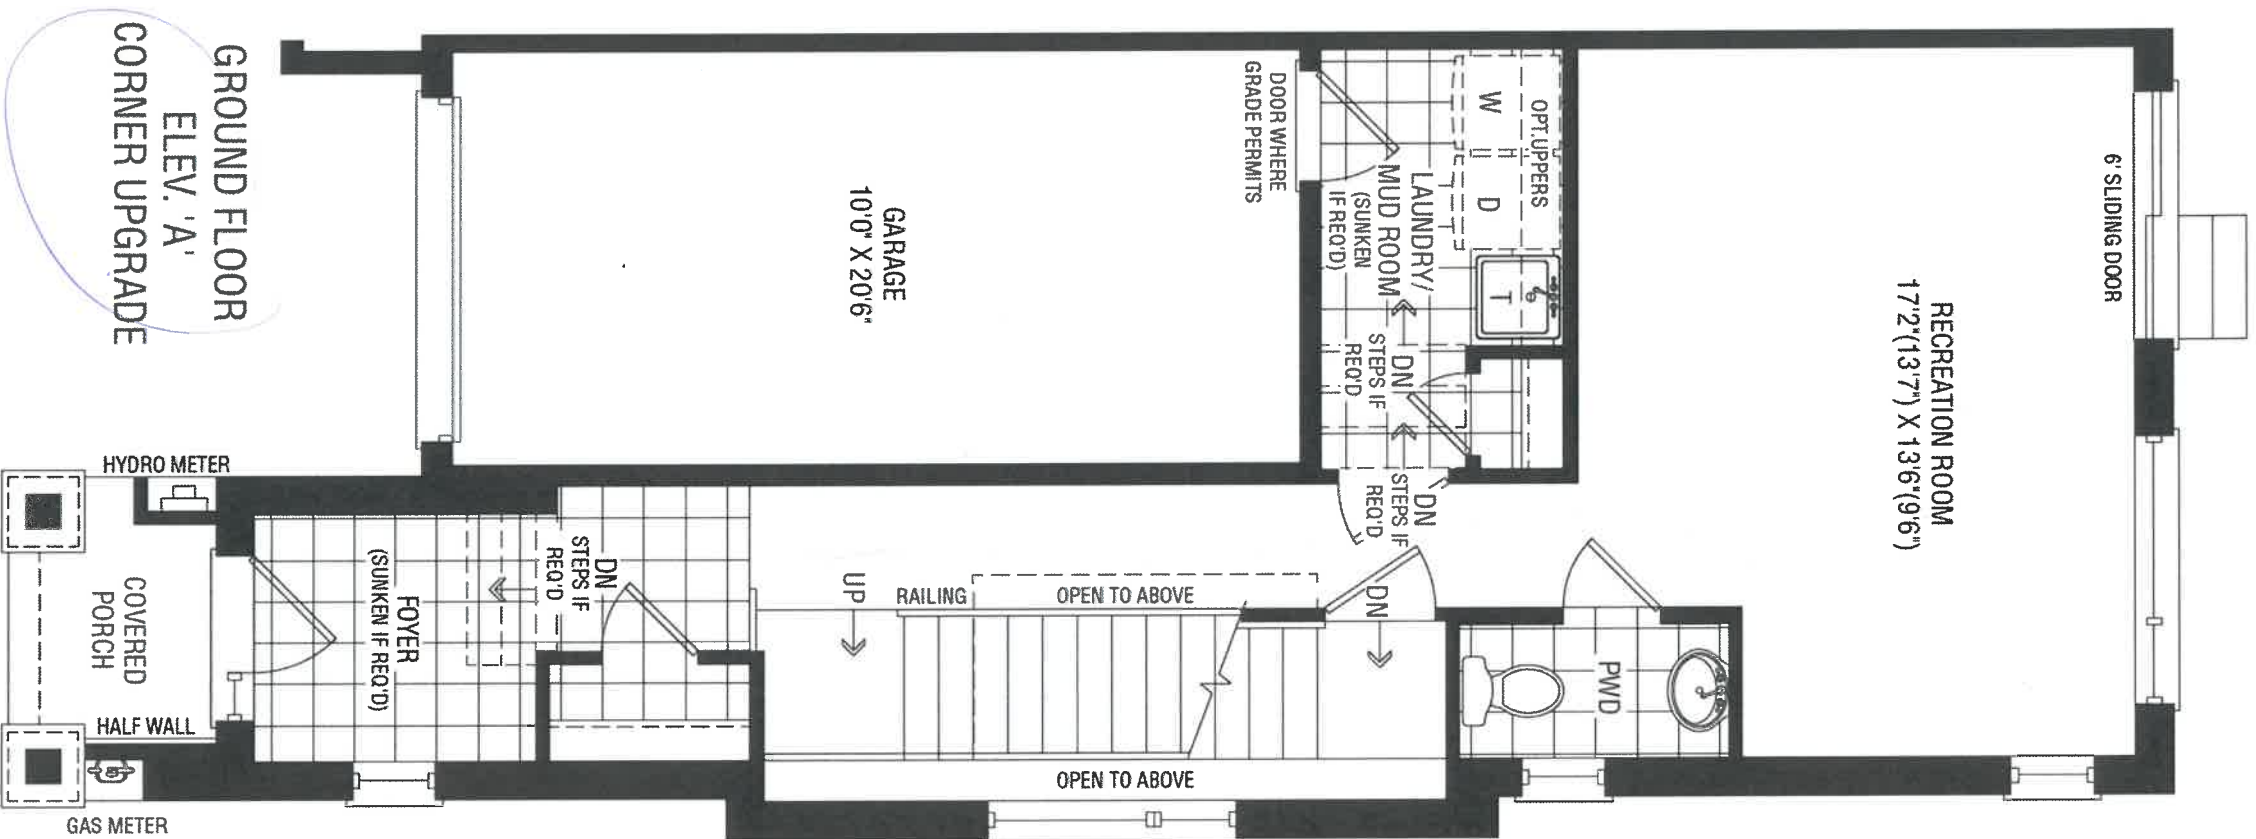 GROUND FLOOR
ELEV. 'A'
CORNER UPGRADE
HYDRO METER
COVERED
PORCH
HALF WALL
GAS METER
FOYER
(SUNKEN IF REQ'D)
DN
STEPS IF
REQ'D
GARAGE
10'0" X 20'6"
DOOR WHERE
GRADE PERMITS
OPT.UPPERS
W
D
LAUNDRY/
MUD ROOM
(SUNKEN
IF REQ'D)
T
DN
STEPS IF
REQ'D
DN
STEPS IF
REQ'D
UP
RAILING
OPEN TO ABOVE
DN
OPEN TO ABOVE
PWD
RECREATION ROOM
17'2"(13'7") X 13'6"(9'6")
6' SLIDING DOOR